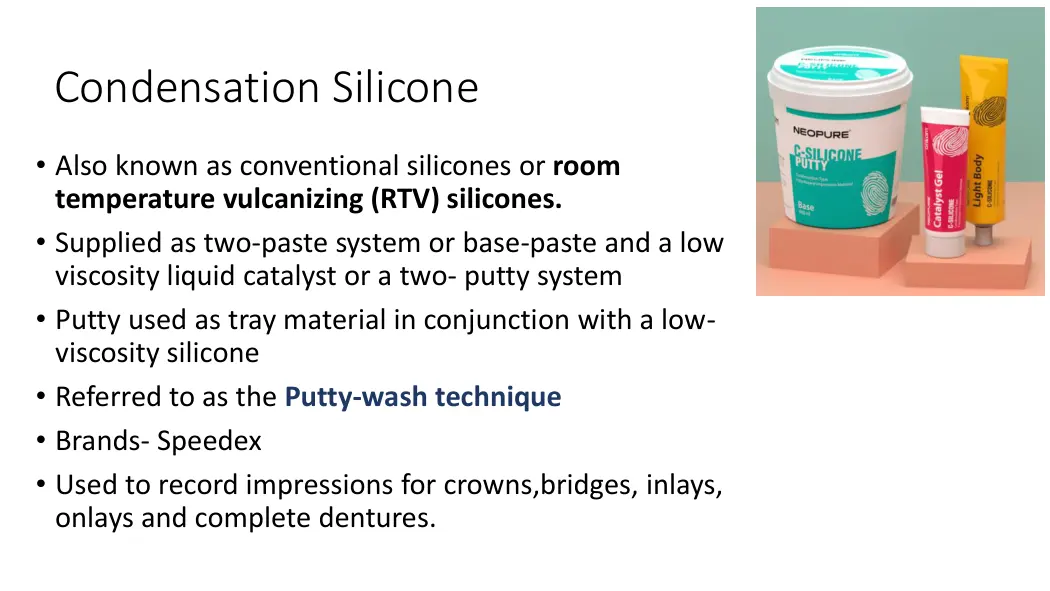 Condensation Silicone
• Also known as conventional silicones or room
temperature vulcanizing (RTV) silicones.
• Supplied as two-paste system or base-paste and a low
viscosity liquid catalyst or a two- putty system
• Putty used as tray material in conjunction with a low-
viscosity silicone
• Referred to as the Putty-wash technique
• Brands- Speedex
• Used to record impressions for crowns,bridges, inlays,
onlays and complete dentures.
NEOPURE
C-SILICONE
PUTTY
Base
Catalyst Gel
C-SILICONE
Light Body
C-SILICONE